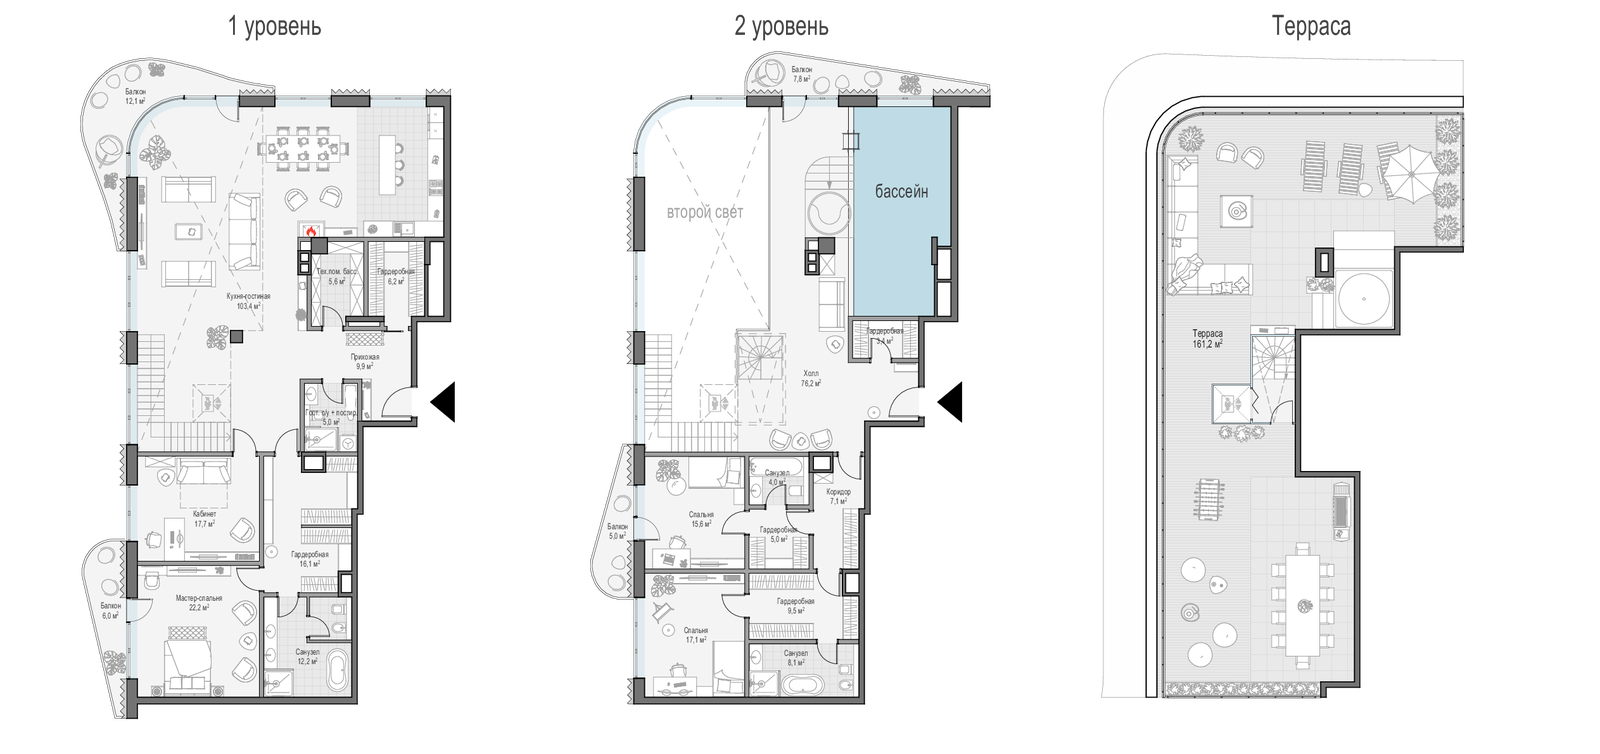 1 уровень
2 уровень
Терраса
Балкон
12,1 м²
Кухня-гостиная
103,4 м²
Тех.пом. басс.
5,6 м²
Гардеробная
6,2 м²
Прихожая
9,9 м²
Гост. с/у + постир.
5,0 м²
Кабинет
17,7 м²
Гардеробная
16,1 м²
Балкон
6,0 м²
Мастер-спальня
22,2 м²
Санузел
12,2 м²
Балкон
7,8 м²
второй свет
бассейн
Гардеробная
3,4 м²
Холл
76,2 м²
Санузел
4,0 м²
Коридор
7,1 м²
Балкон
5,0 м²
Спальня
15,6 м²
Гардеробная
5,0 м²
Гардеробная
9,5 м²
Спальня
17,1 м²
Санузел
8,1 м²
Терраса
161,2 м²